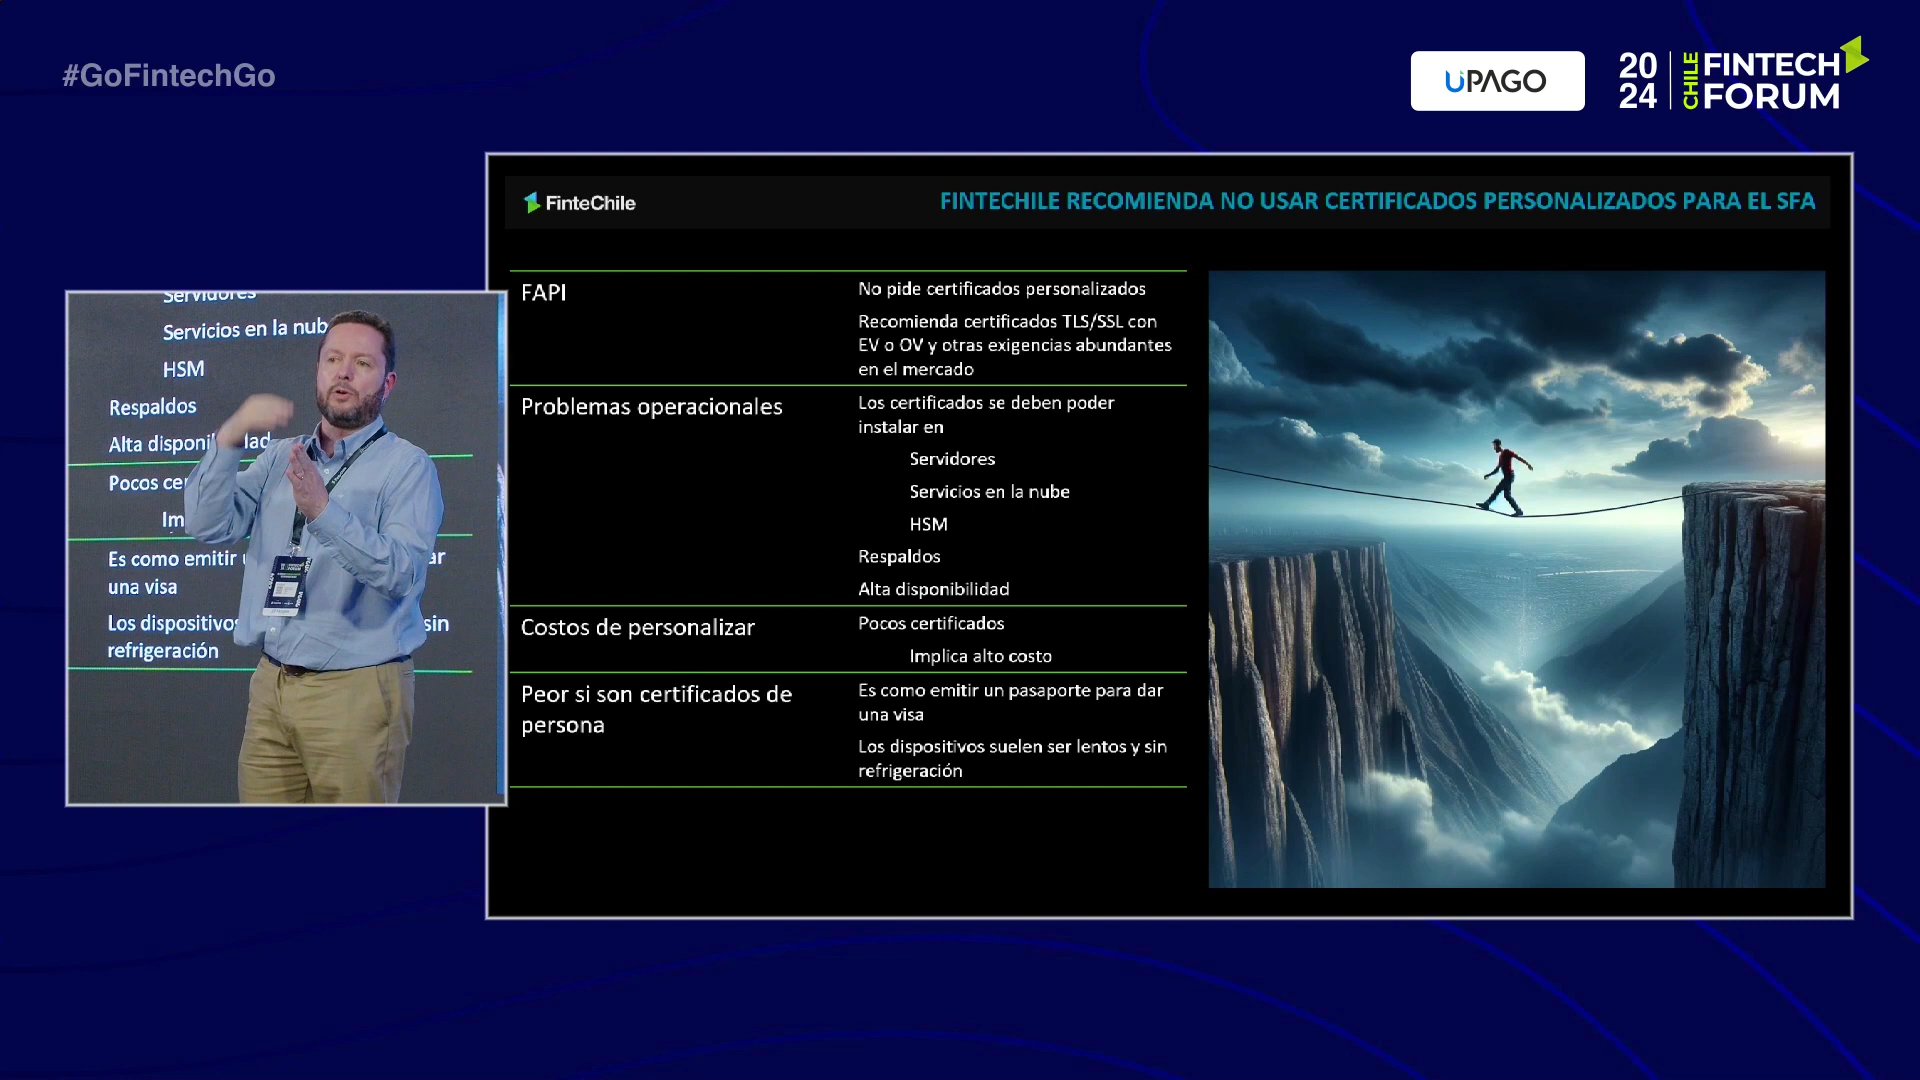 #GoFintechGo
UPAGO
20
24
CHILE
FINTECH
FORUM
FinteChile
FINTECHILE RECOMIENDA NO USAR CERTIFICADOS PERSONALIZADOS PARA EL SFA
FAPI
No pide certificados personalizados
Recomienda certificados TLS/SSL con
EV o OV y otras exigencias abundantes
en el mercado
Problemas operacionales
Los certificados se deben poder
instalar en
Servidores
Servicios en la nube
HSM
Respaldos
Alta disponibilidad
Costos de personalizar
Pocos certificados
Implica alto costo
Peor si son certificados de
persona
Es como emitir un pasaporte para dar
una visa
Los dispositivos suelen ser lentos y sin
refrigeración
Servidores
Servicios en la nub
HSM
Respaldos
Alta disponi lad
Pocos cer
Im
Es como emitir ar
una visa
Los dispositivos sin
refrigeración